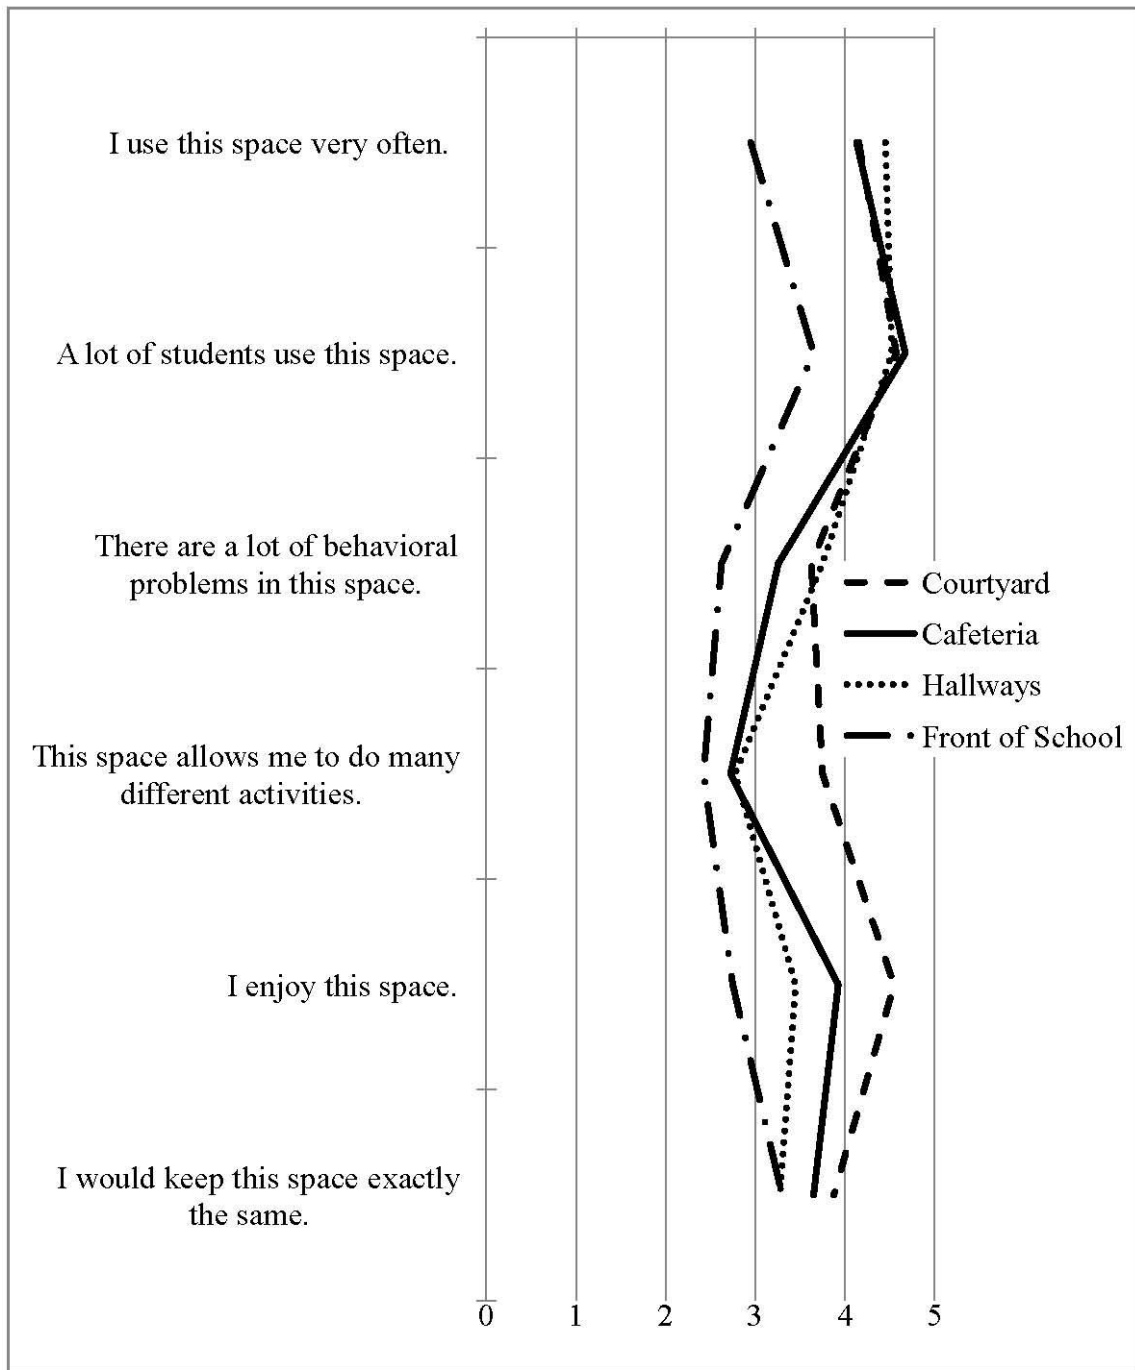 I use this space very often.
A lot of students use this space.
There are a lot of behavioral
problems in this space.
Courtyard
Cafeteria
Hallways
Front of School
This space allows me to do many
different activities.
I enjoy this space.
I would keep this space exactly
the same.
0 1 2 3 4 5